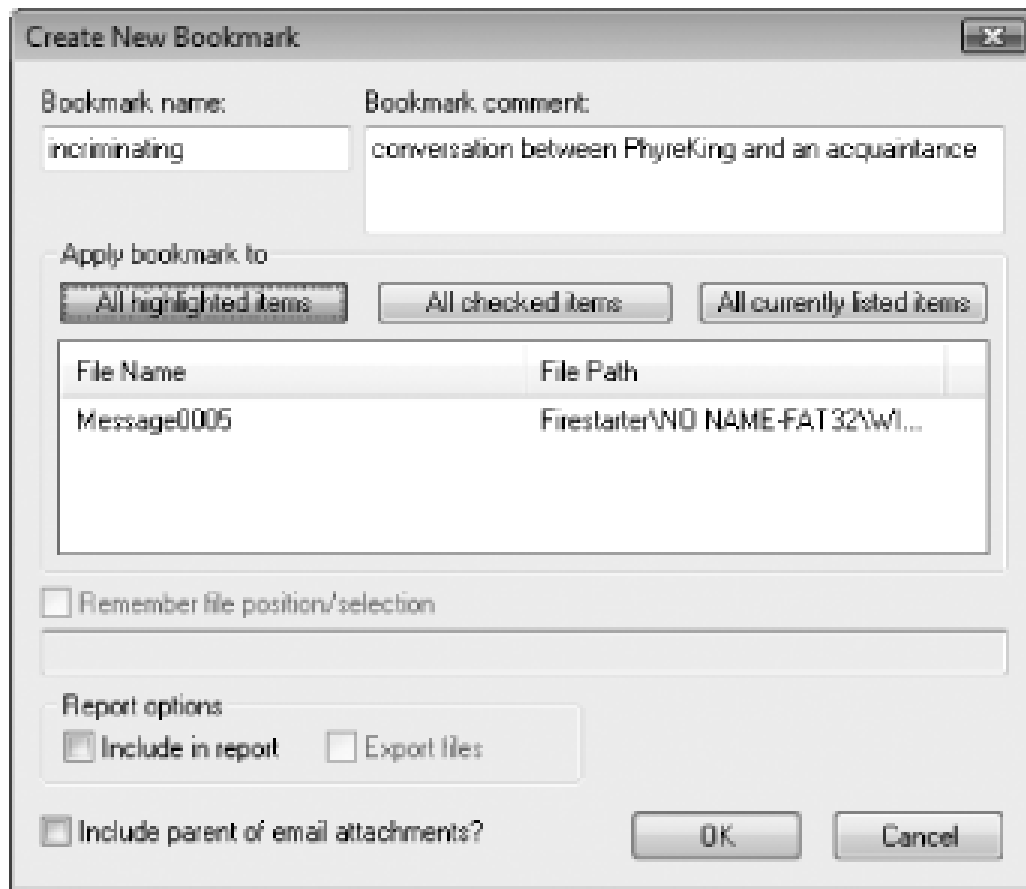 Create New Bookmark
Bookmark name: Bookmark comment:
incriminating conversation between PhyreKing and an acquaintance
Apply bookmark to
All highlighted items All checked items All currently listed items
File Name File Path
Message0005 Firestarter\NO NAME-FAT32\WI...
Remember file position/selection
Report options
Include in report Export files
Include parent of email attachments?
OK Cancel